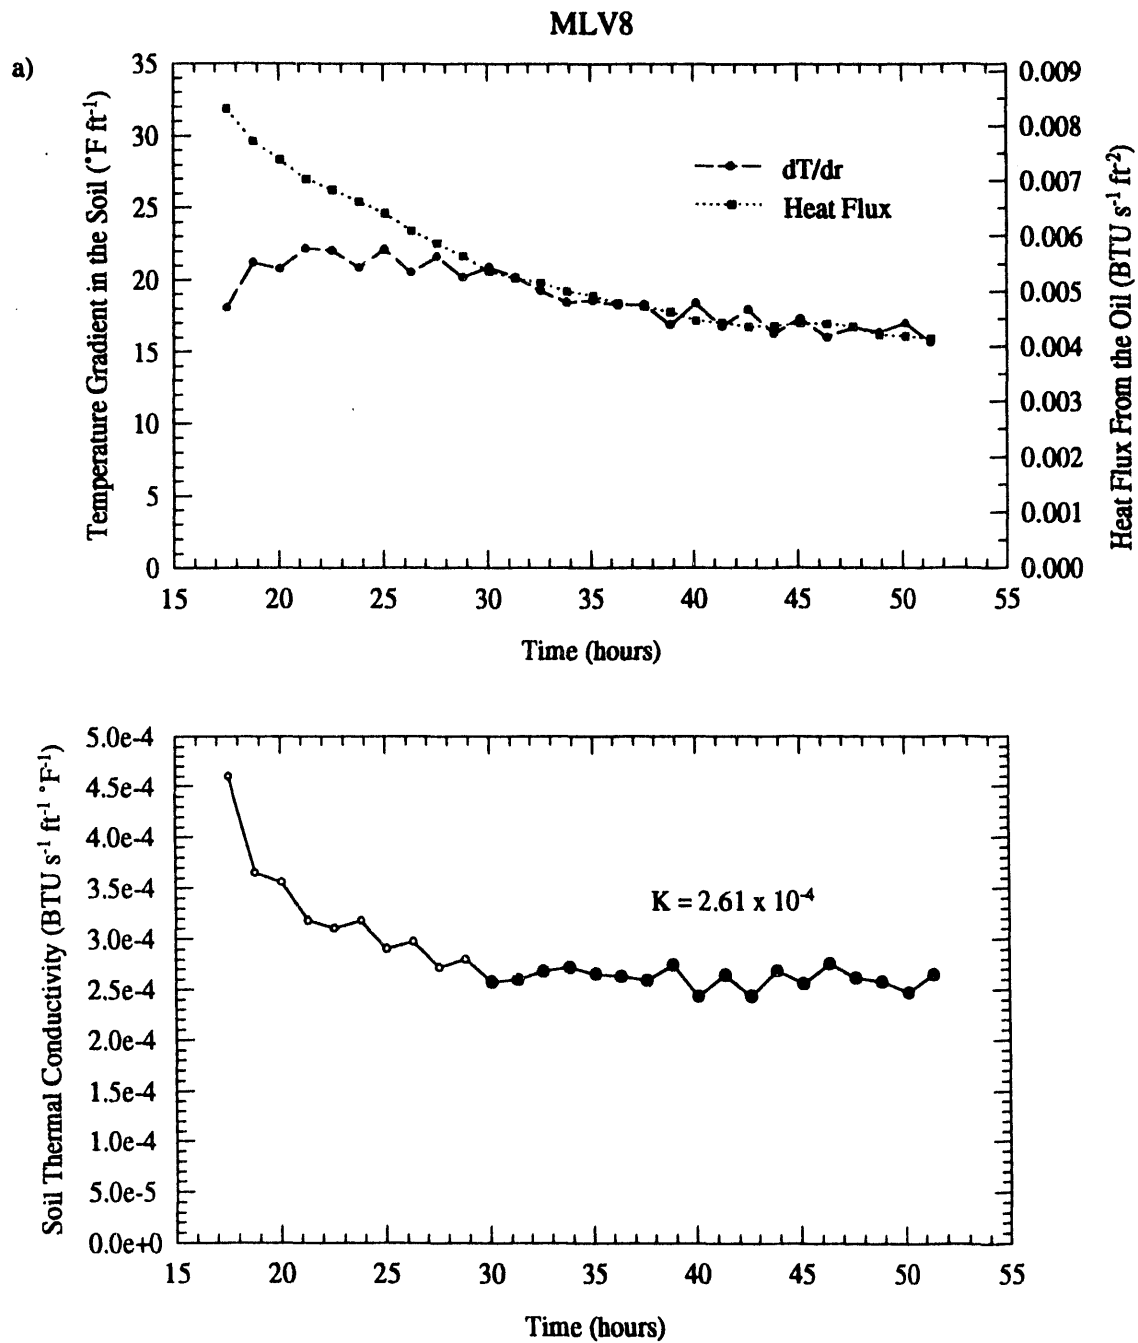 MLV8
a)
Temperature Gradient in the Soil (°F ft-1)
35
30
25
20
15
10
5
0
dT/dr
Heat Flux
0.009
0.008
0.007
0.006
0.005
0.004
0.003
0.002
0.001
0.000
Heat Flux From the Oil (BTU s-1 ft-2)
15 20 25 30 35 40 45 50 55
Time (hours)
Soil Thermal Conductivity (BTU s-1 ft-1 °F-1)
5.0e-4
4.5e-4
4.0e-4
3.5e-4
3.0e-4
2.5e-4
2.0e-4
1.5e-4
1.0e-4
5.0e-5
0.0e+0
K = 2.61 x 10-4
15 20 25 30 35 40 45 50 55
Time (hours)